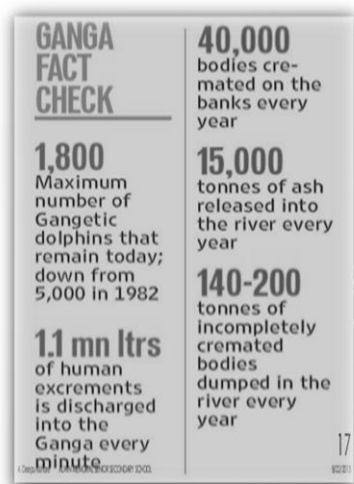 GANGA
FACT
CHECK
1,800
Maximum
number of
Gangetic
dolphins that
remain today;
down from
5,000 in 1982
1.1 mn ltrs
of human
excrements
is discharged
into the
Ganga every
minute
40,000
bodies cre-
mated on the
banks every
year
15,000
tonnes of ash
released into
the river every
year
140-200
tonnes of
incompletely
cremated
bodies
dumped in the
river every
year
17
SENIOR SECONDARY SCHOOL